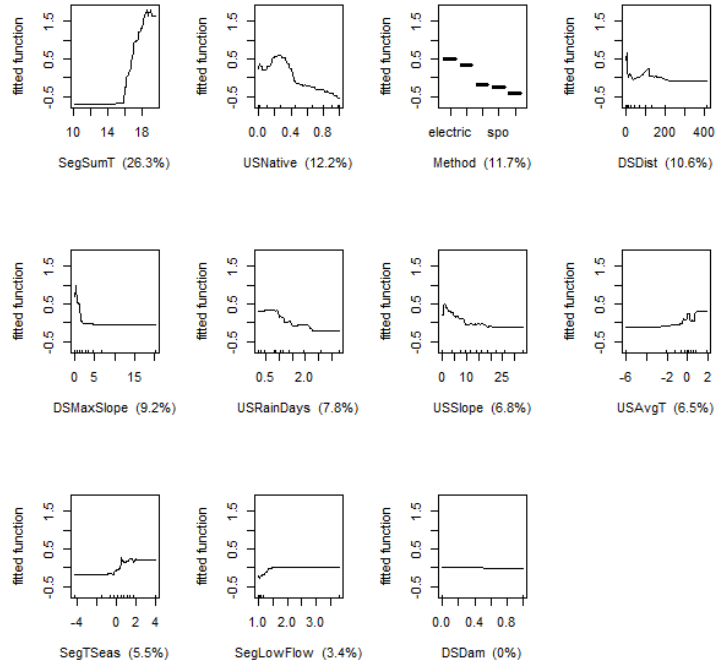 fitted function
-0.5 0.5 1.5
10 14 18
SegSumT (26.3%)
fitted function
-0.5 0.5 1.5
0.0 0.4 0.8
USNative (12.2%)
fitted function
-0.5 0.5 1.5
electric spo
Method (11.7%)
fitted function
-0.5 0.5 1.5
0 200 400
DSDist (10.6%)
fitted function
-0.5 0.5 1.5
0 5 15
DSMaxSlope (9.2%)
fitted function
-0.5 0.5 1.5
0.5 2.0
USRainDays (7.8%)
fitted function
-0.5 0.5 1.5
0 10 25
USSlope (6.8%)
fitted function
-0.5 0.5 1.5
-6 -2 0 2
USAvgT (6.5%)
fitted function
-0.5 0.5 1.5
-4 0 2 4
SegTSeas (5.5%)
fitted function
-0.5 0.5 1.5
1.0 2.0 3.0
SegLowFlow (3.4%)
fitted function
-0.5 0.5 1.5
0.0 0.4 0.8
DSDam (0%)